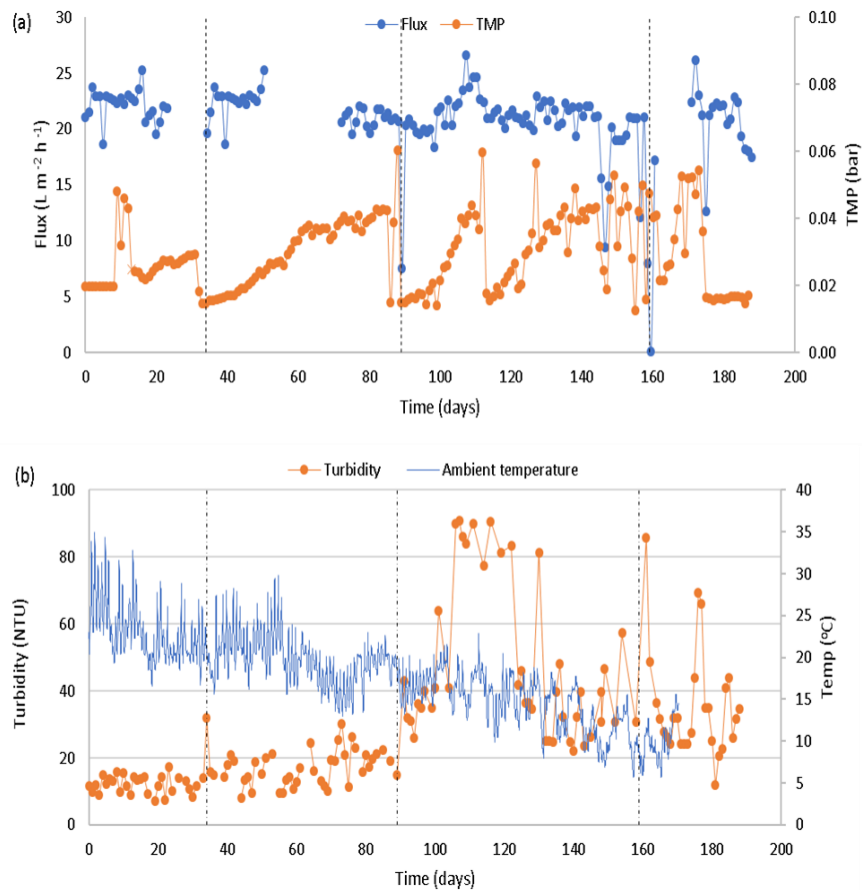 (a)
Flux TMP
30 0.10
25 0.08
20 0.06
15
10 0.04
5 0.02
0 0.00
Flux (L m⁻² h⁻¹)
TMP (bar)
0 20 40 60 80 100 120 140 160 180 200
Time (days)
(b)
Turbidity Ambient temperature
100 40
80 35
30
60 25
20
40 15
20 10
5
0 0
Turbidity (NTU)
Temp (°C)
0 20 40 60 80 100 120 140 160 180 200
Time (days)